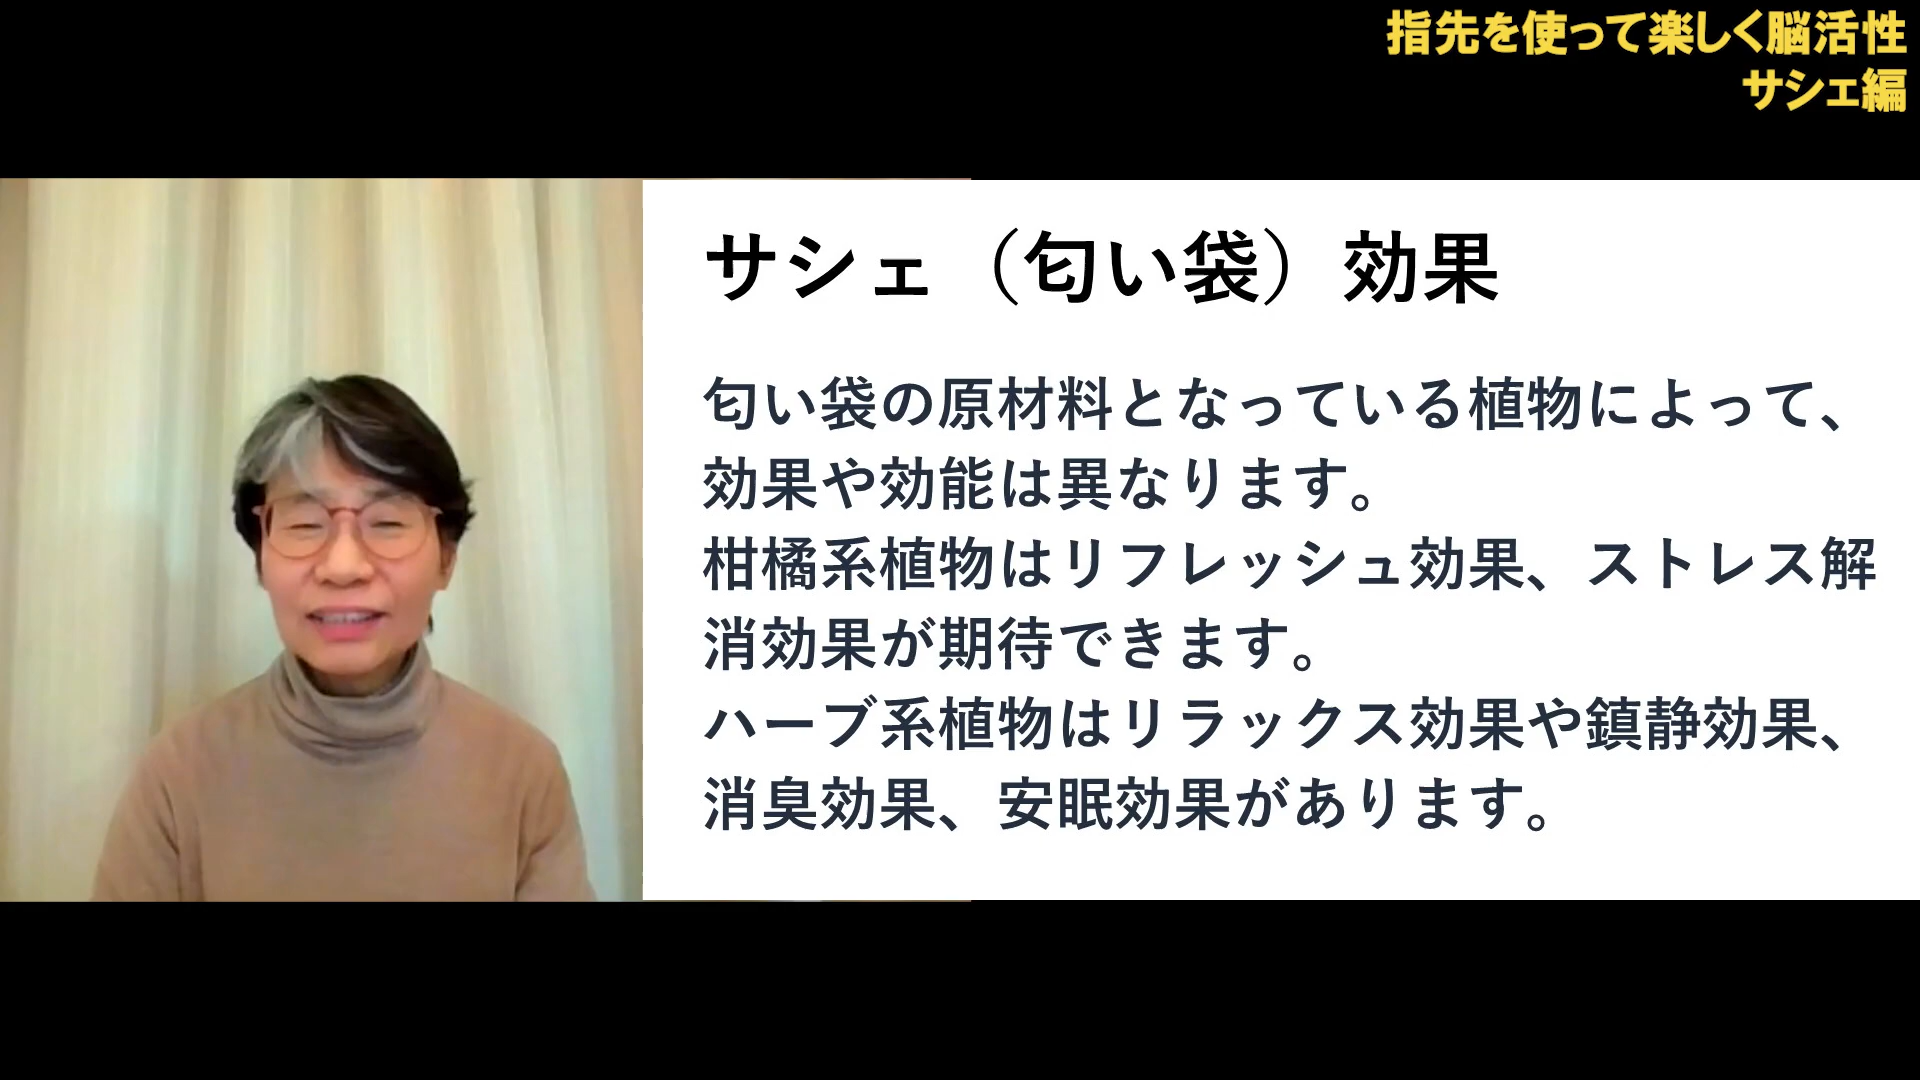 指先を使って楽しく脳活性
サシェ編
サシェ（匂い袋）効果
匂い袋の原材料となっている植物によって、
効果や効能は異なります。
柑橘系植物はリフレッシュ効果、ストレス解
消効果が期待できます。
ハーブ系植物はリラックス効果や鎮静効果、
消臭効果、安眠効果があります。